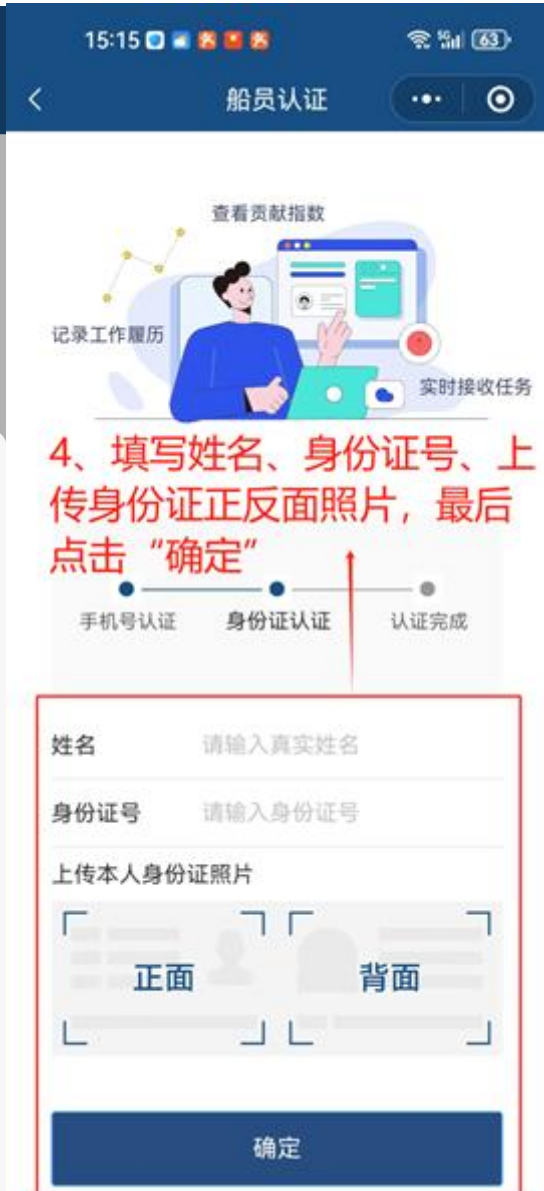 15:15
5G
63
船员认证
查看贡献指数
记录工作履历
实时接收任务
4、填写姓名、身份证号、上
传身份证正反面照片，最后
点击“确定”
手机号认证 身份证认证 认证完成
姓名 请输入真实姓名
身份证号 请输入身份证号
上传本人身份证照片
正面 背面
确定